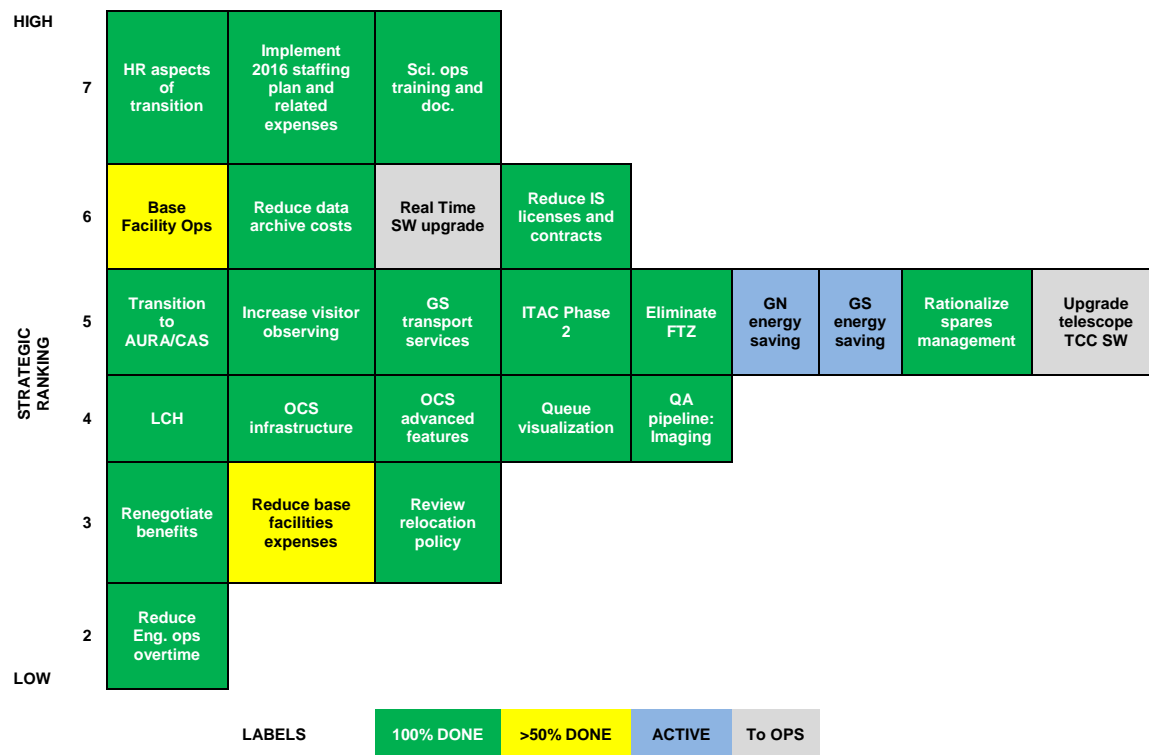 HIGH
7
HR aspects
of
transition
Implement
2016 staffing
plan and
related
expenses
Sci. ops
training and
doc.
6
Base
Facility Ops
Reduce data
archive costs
Real Time
SW upgrade
Reduce IS
licenses and
contracts
STRATEGIC
RANKING
5
Transition
to
AURA/CAS
Increase visitor
observing
GS
transport
services
ITAC Phase
2
Eliminate
FTZ
GN
energy
saving
GS
energy
saving
Rationalize
spares
management
Upgrade
telescope
TCC SW
4
LCH
OCS
infrastructure
OCS
advanced
features
Queue
visualization
QA
pipeline:
Imaging
3
Renegotiate
benefits
Reduce base
facilities
expenses
Review
relocation
policy
2
Reduce
Eng. ops
overtime
LOW
LABELS
100% DONE
>50% DONE
ACTIVE
To OPS